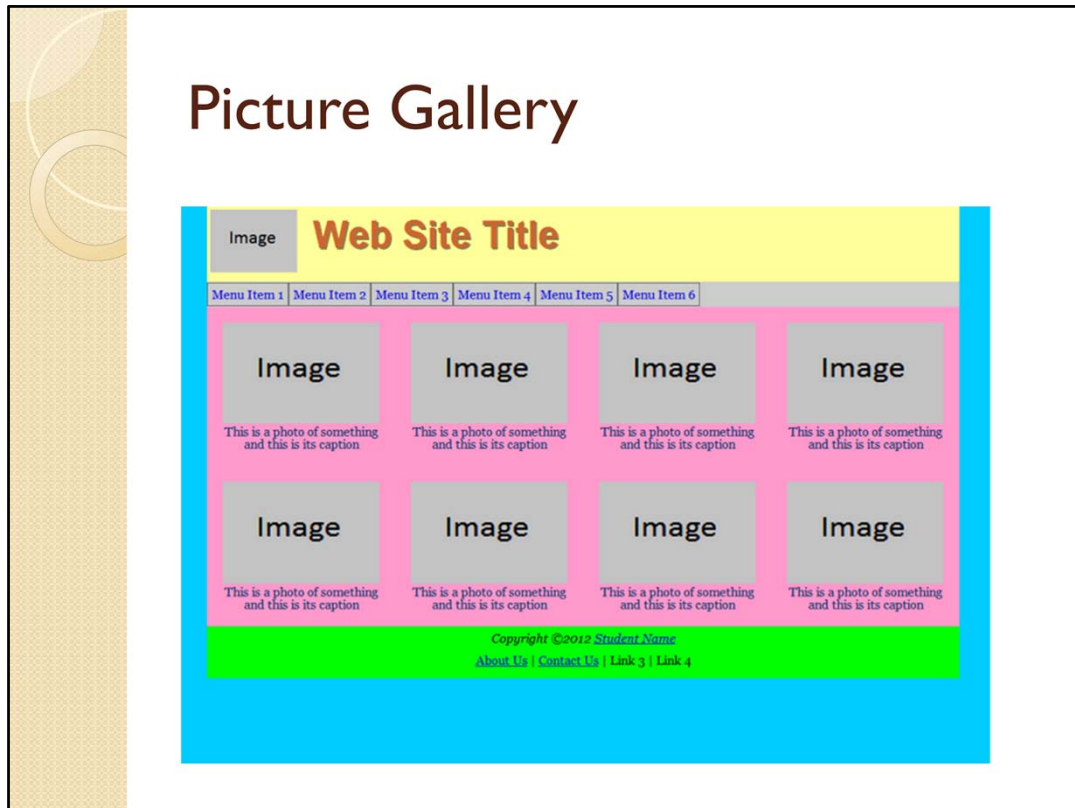 Picture Gallery
Image
Web Site Title
Menu Item 1 Menu Item 2 Menu Item 3 Menu Item 4 Menu Item 5 Menu Item 6
Image Image Image Image
This is a photo of something This is a photo of something This is a photo of something This is a photo of something
and this is its caption and this is its caption and this is its caption and this is its caption
Image Image Image Image
This is a photo of something This is a photo of something This is a photo of something This is a photo of something
and this is its caption and this is its caption and this is its caption and this is its caption
Copyright ©2012 Student Name
About Us | Contact Us | Link 3 | Link 4